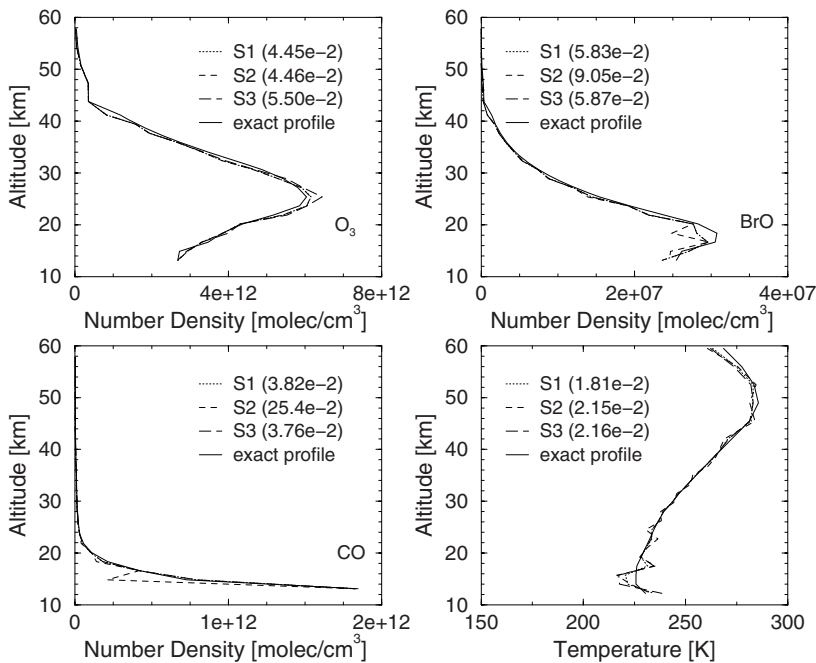 60
50
40
30
20
10
Altitude [km]
S1 (4.45e−2)
S2 (4.46e−2)
S3 (5.50e−2)
exact profile
O3
0
4e+12
8e+12
Number Density [molec/cm3]
60
50
40
30
20
10
Altitude [km]
S1 (5.83e−2)
S2 (9.05e−2)
S3 (5.87e−2)
exact profile
BrO
0
2e+07
4e+07
Number Density [molec/cm3]
60
50
40
30
20
10
Altitude [km]
S1 (3.82e−2)
S2 (25.4e−2)
S3 (3.76e−2)
exact profile
CO
0
1e+12
2e+12
Number Density [molec/cm3]
60
50
40
30
20
10
Altitude [km]
S1 (1.81e−2)
S2 (2.15e−2)
S3 (2.16e−2)
exact profile
150
200
250
300
Temperature [K]